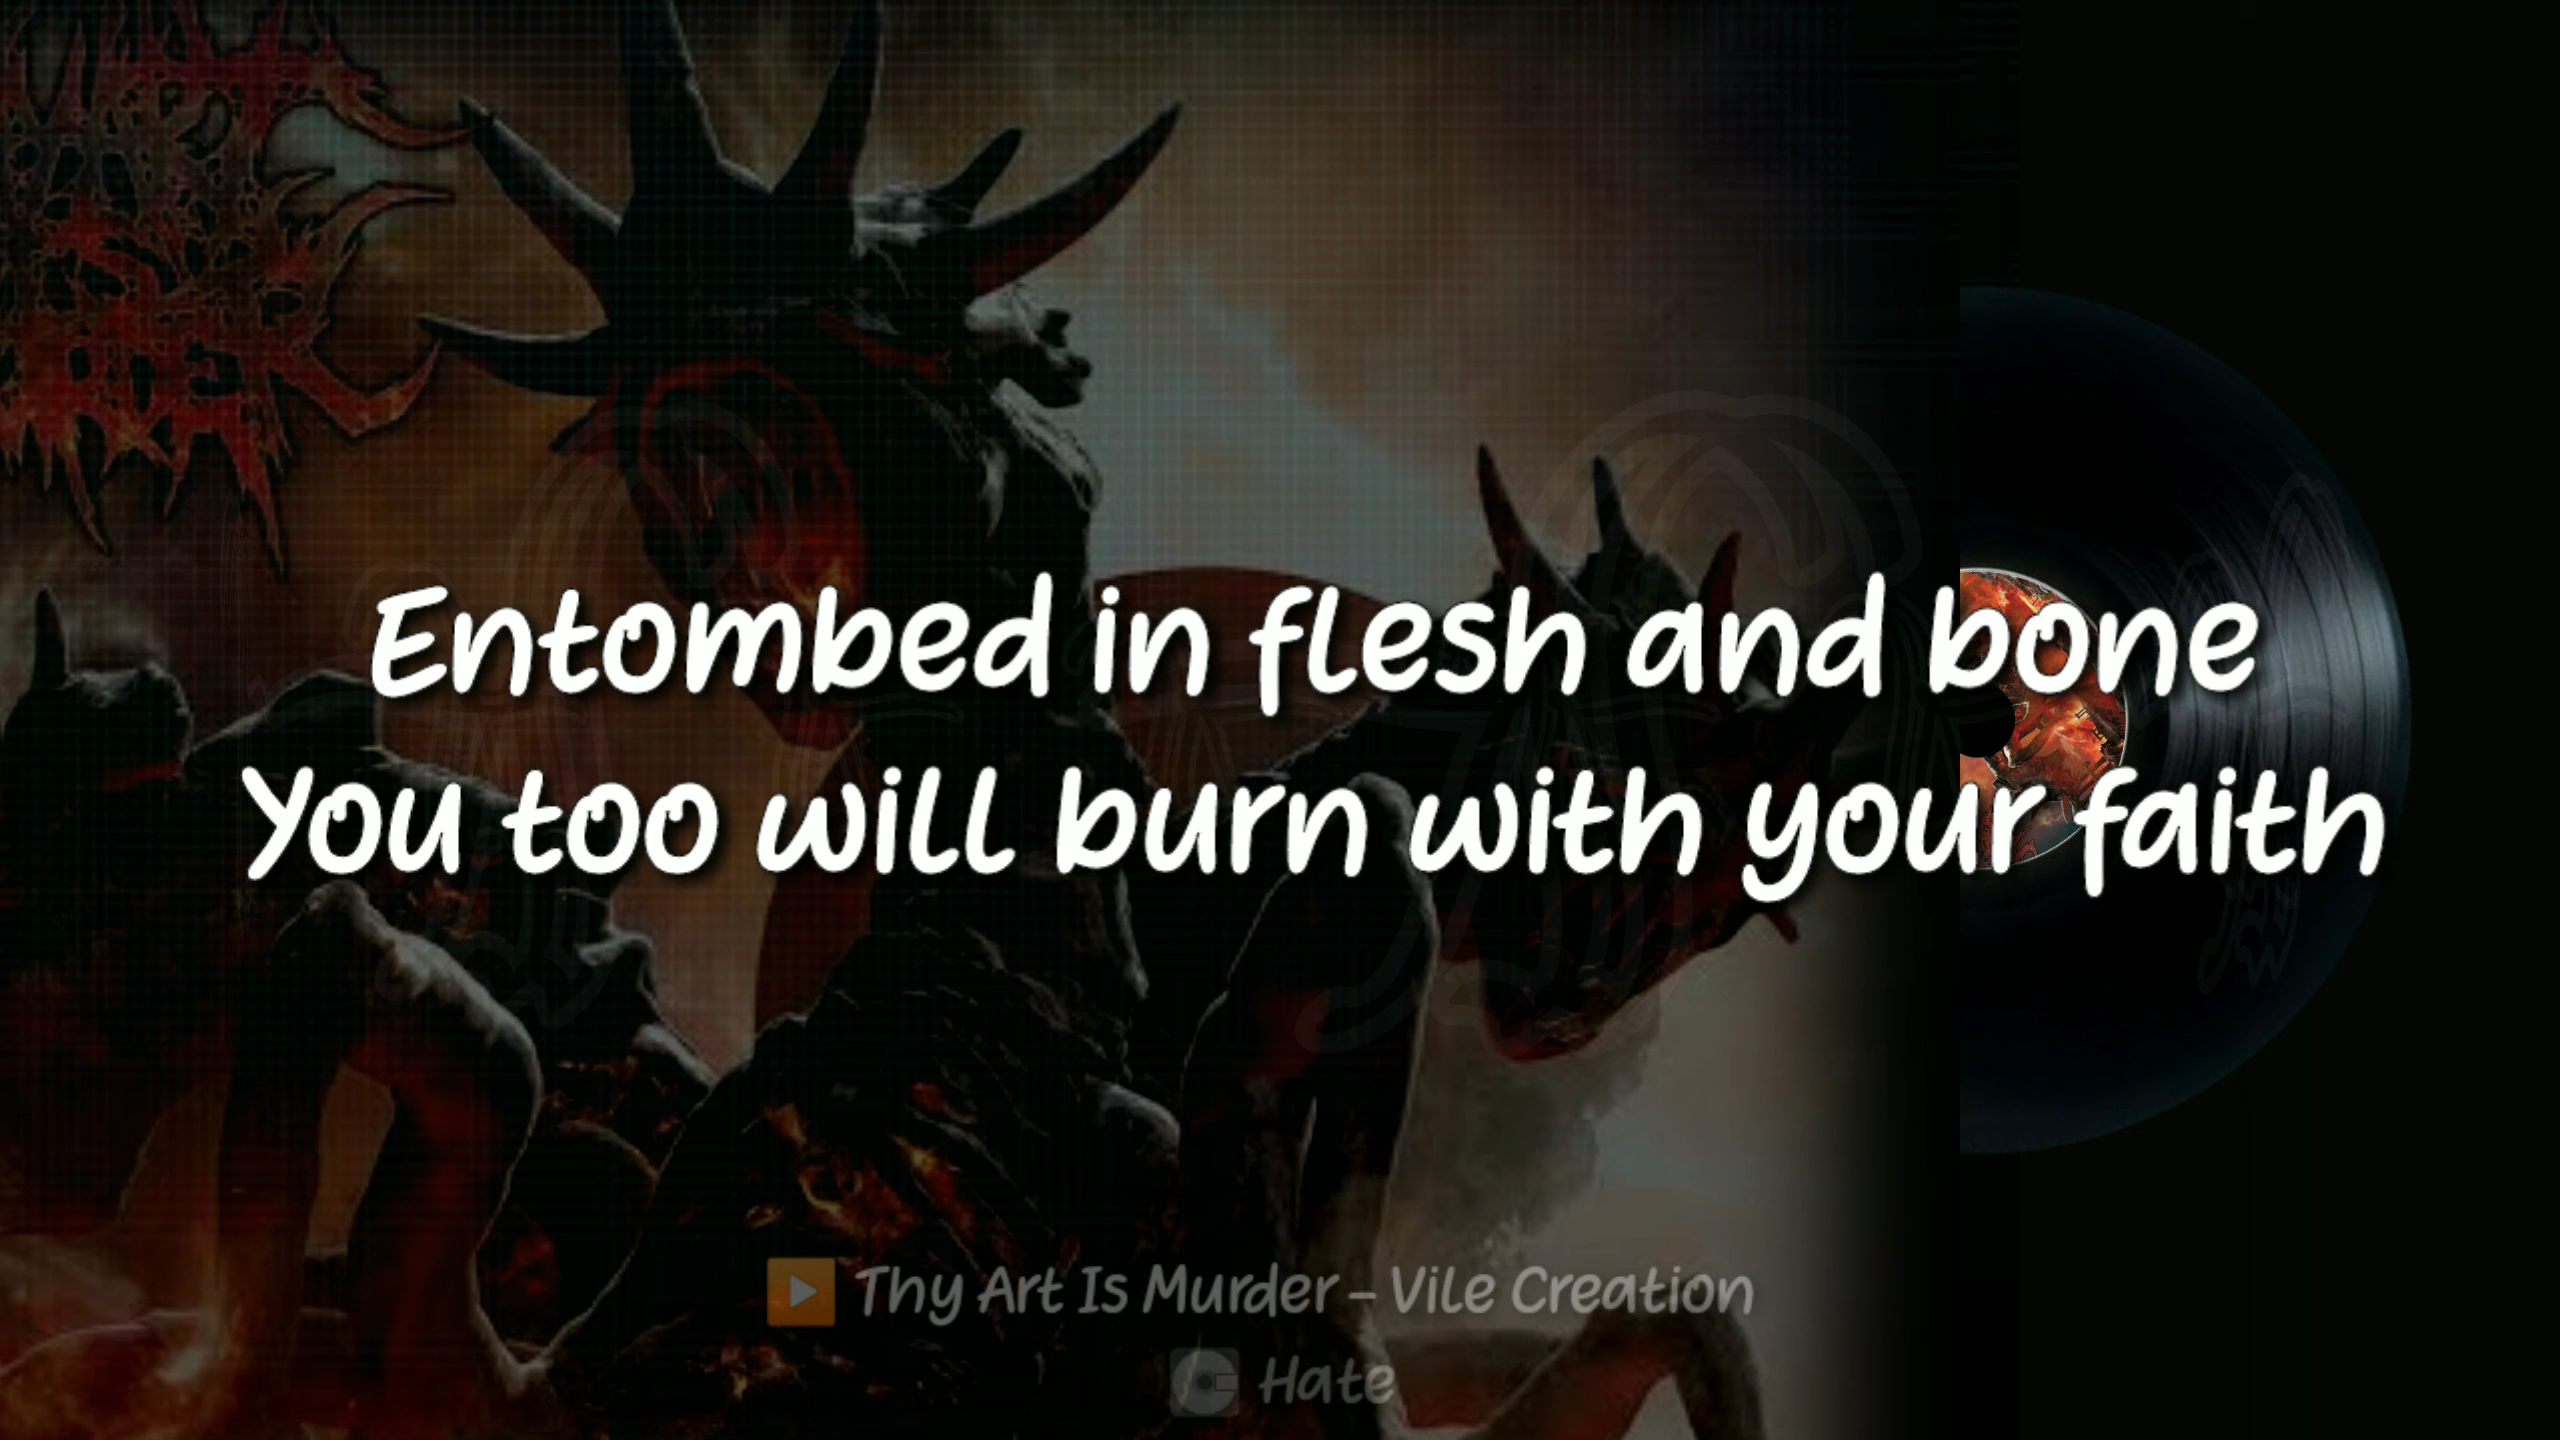 Entombed in flesh and bone
You too will burn with your faith
Thy Art Is Murder - Vile Creation
Hate